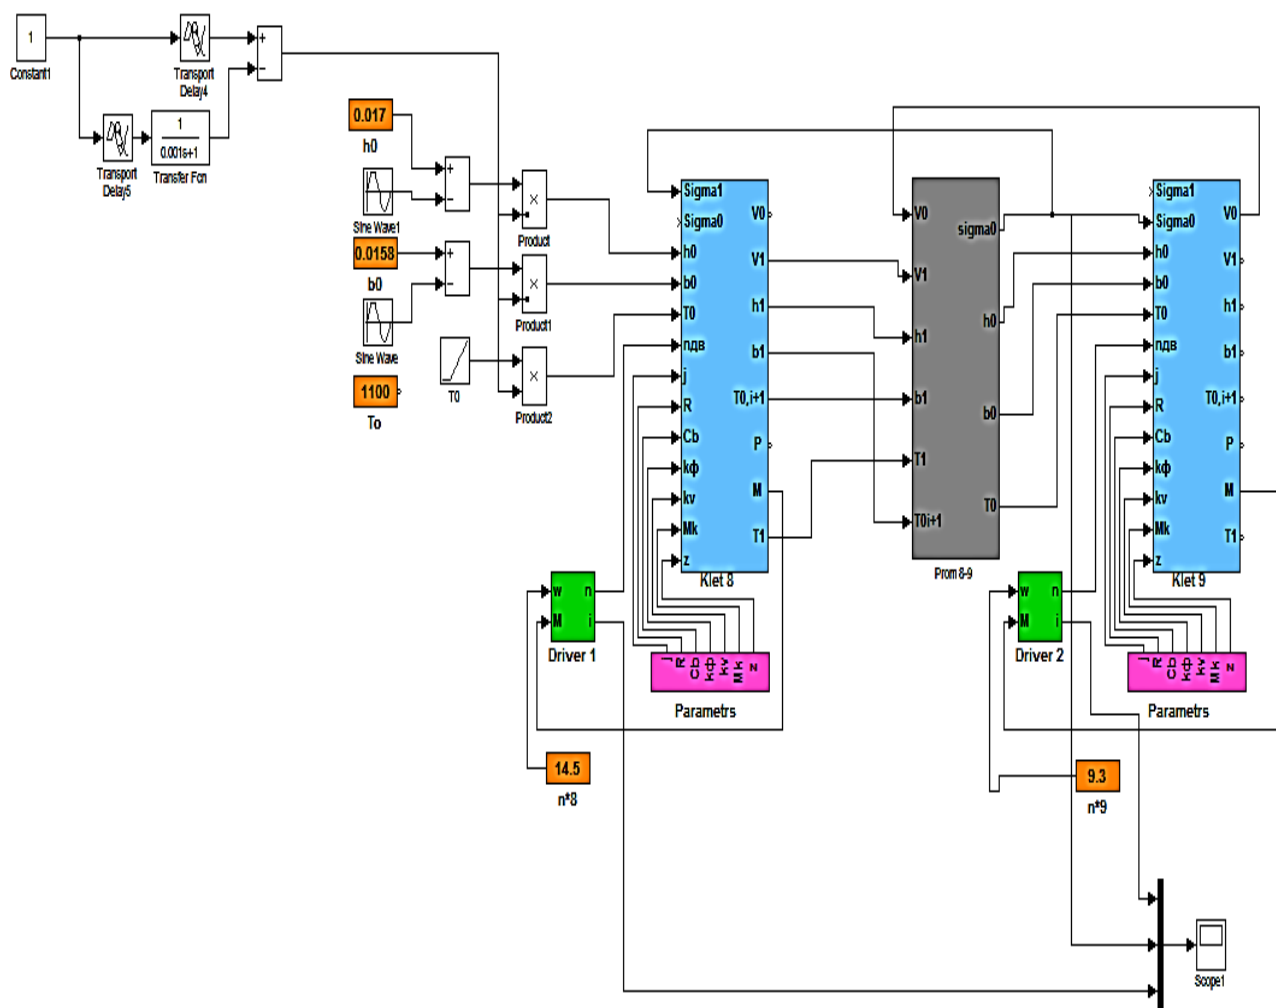 1
Constant1
Transport
Delay4
+
−
Transport
Delay5
1
0.001s+1
Transfer Fcn
0.017
h0
Sine Wave1
+
−
×
Product
0.0158
b0
Sine Wave
+
−
×
Product1
1100
To
T0
×
Product2
Sigma1
Sigma0
h0
b0
T0
nдв
j
R
Cb
kф
kv
Mk
z
V0
V1
h1
b1
T0,i+1
P
M
T1
Klet 8
V0
V1
h1
b1
T1
T0i+1
sigma0
h0
b0
T0
Prom 8-9
Sigma1
Sigma0
h0
b0
T0
nдв
j
R
Cb
kф
kv
Mk
z
V0
V1
h1
b1
T0,i+1
P
M
T1
Klet 9
w
M
n
i
Driver 1
j
R
Cb
kф
kv
Mk
z
Parametrs
w
M
n
i
Driver 2
j
R
Cb
kф
kv
Mk
z
Parametrs
14.5
n*8
9.3
n*9
Scope1